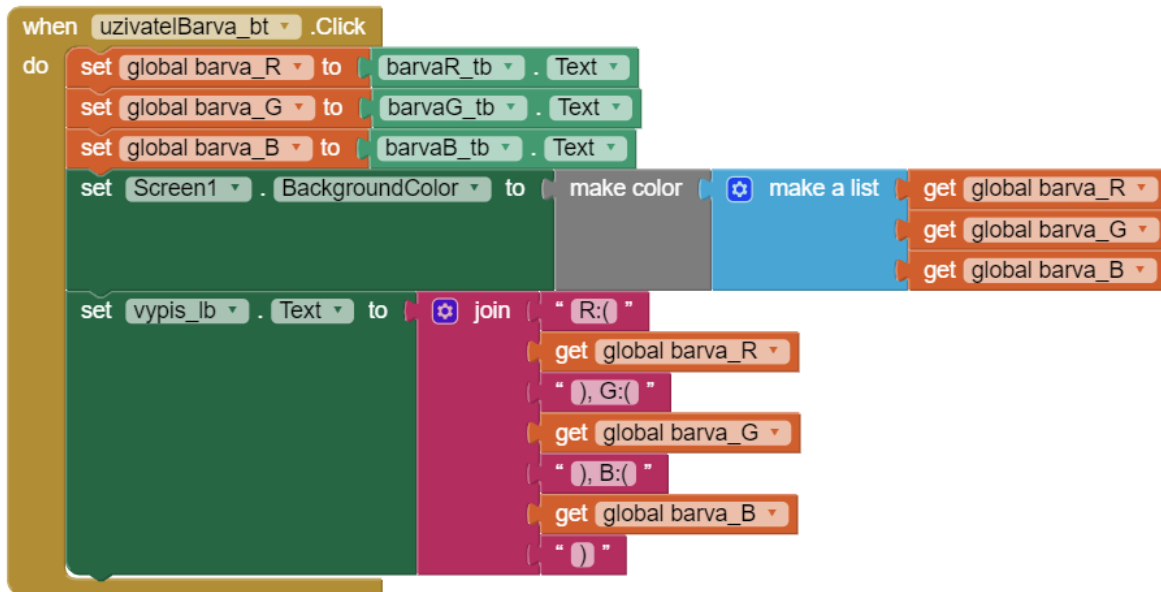 when uzivatelBarva_bt .Click
do set global barva_R to barvaR_tb . Text
set global barva_G to barvaG_tb . Text
set global barva_B to barvaB_tb . Text
set Screen1 . BackgroundColor to make color make a list get global barva_R
get global barva_G
get global barva_B
set vypis_lb . Text to join " R:( "
get global barva_R
" ), G:( "
get global barva_G
" ), B:( "
get global barva_B
" ) "